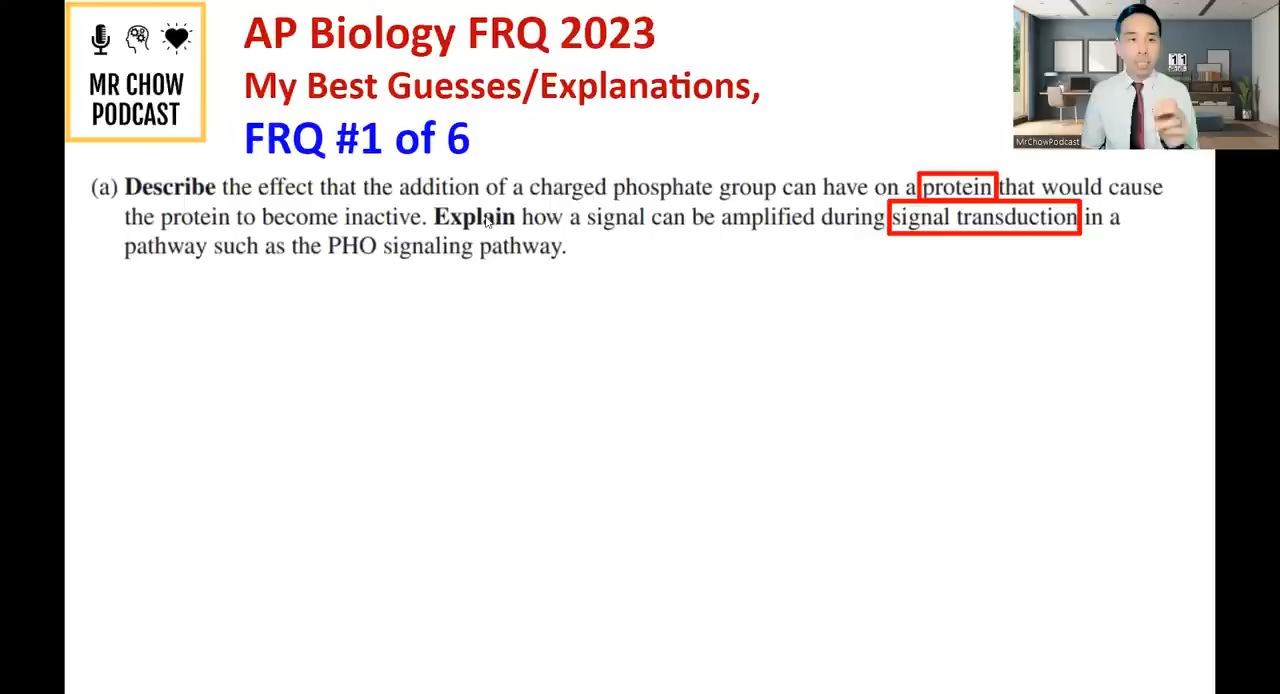 MR CHOW
PODCAST
AP Biology FRQ 2023
My Best Guesses/Explanations,
FRQ #1 of 6
11
MrChowPodcast
(a) Describe the effect that the addition of a charged phosphate group can have on a protein that would cause
the protein to become inactive. Explain how a signal can be amplified during signal transduction in a
pathway such as the PHO signaling pathway.